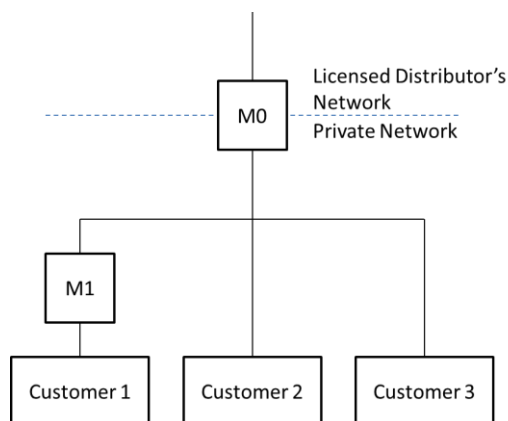 Licensed Distributor's
Network
M0
Private Network
M1
Customer 1
Customer 2
Customer 3